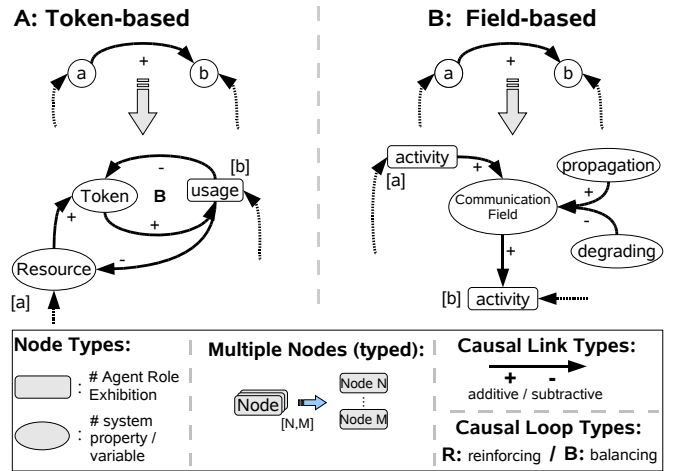 A: Token-based
a
+
b
-
[b]
Token
B
usage
+
+
-
Resource
[a]
B: Field-based
a
+
b
activity
[a]
+
propagation
+
Communication
Field
-
degrading
+
[b]
activity
Node Types:
: # Agent Role
Exhibition
: # system
property /
variable
Multiple Nodes (typed):
Node
[N,M]
Node N
Node M
Causal Link Types:
+ -
additive / subtractive
Causal Loop Types:
R: reinforcing / B: balancing